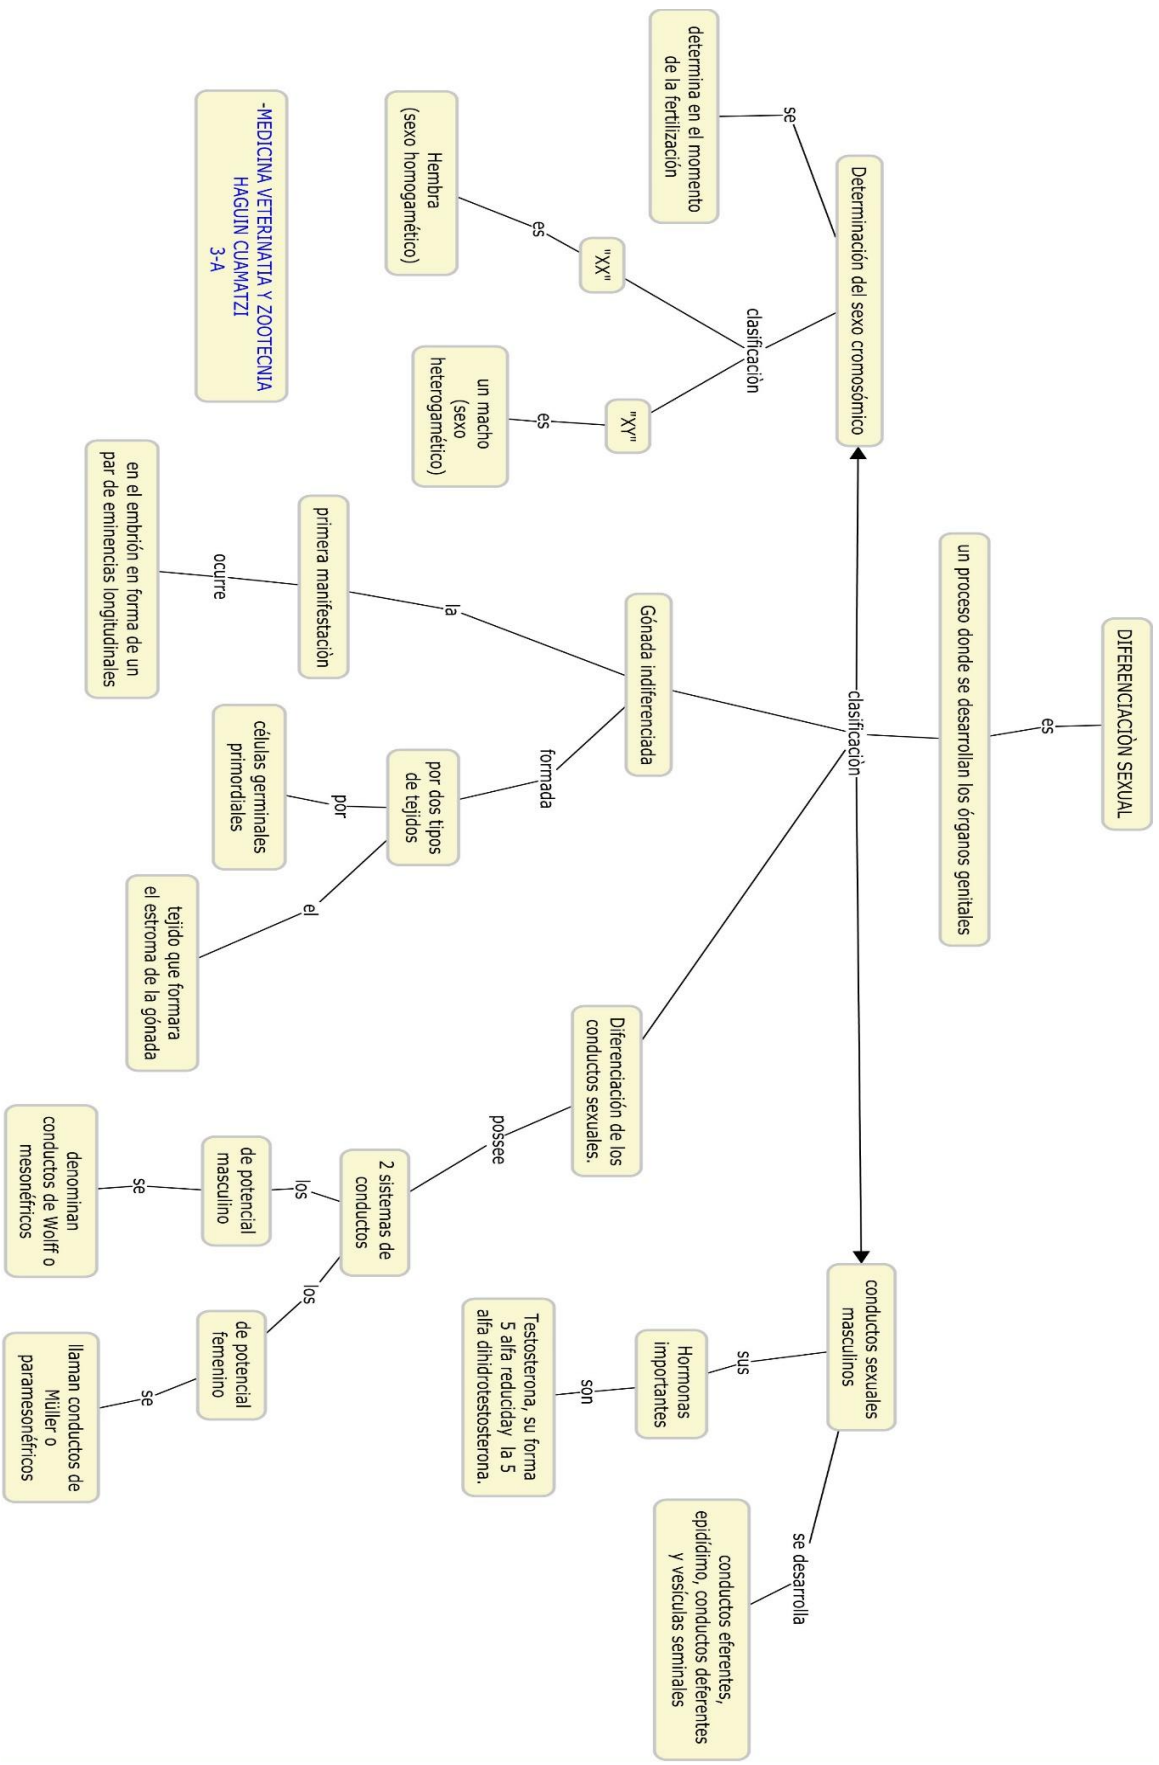 DIFERENCIACIÒN SEXUAL
es
un proceso donde se desarrollan los órganos genitales
clasificaciòn
Determinación del sexo cromosómico
se
determina en el momento
de la fertilización
clasificaciòn
"XX"
es
Hembra
(sexo homogamético)
"XY"
es
un macho
(sexo
heterogamético)
Gónada indiferenciada
la
primera manifestaciòn
ocurre
en el embrión en forma de un
par de eminencias longitudinales
formada
por dos tipos
de tejidos
por
células germinales
primordiales
el
tejido que formara
el estroma de la gónada
Diferenciación de los
conductos sexuales.
possee
2 sistemas de
conductos
los
de potencial
masculino
se
denominan
conductos de Wolff o
mesonéfricos
los
de potencial
femenino
se
llaman conductos de
Müller o
paramesonéfricos
conductos sexuales
masculinos
sus
Hormonas
importantes
son
Testosterona, su forma
5 alfa reduciday la 5
alfa dihidrotestosterona.
se desarrolla
conductos eferentes,
epidídimo, conductos deferentes
y vesículas seminales
-MEDICINA VETERINATIA Y ZOOTECNIA
HAGUIN CUAMATZI
3-A